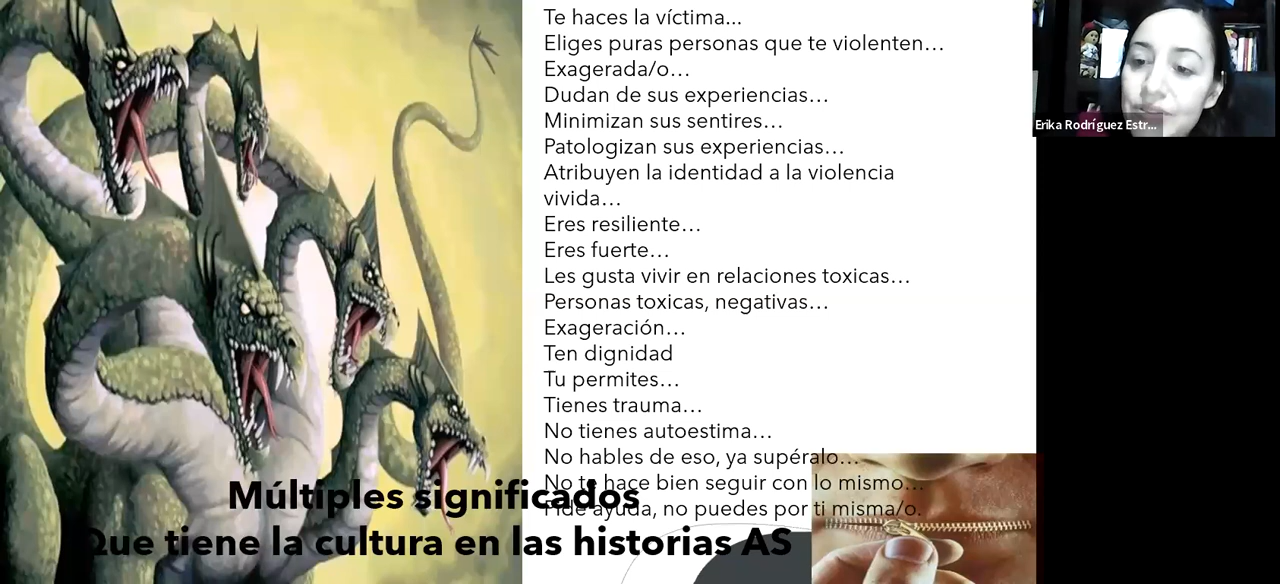 Te haces la víctima...
Eliges puras personas que te violenten…
Exagerada/o…
Dudan de sus experiencias…
Minimizan sus sentires…
Patologizan sus experiencias…
Atribuyen la identidad a la violencia
vivida…
Eres resiliente…
Eres fuerte…
Les gusta vivir en relaciones toxicas…
Personas toxicas, negativas…
Exageración…
Ten dignidad
Tu permites…
Tienes trauma…
No tienes autoestima…
No hables de eso, ya supéralo…
No te hace bien seguir con lo mismo…
Pide ayuda, no puedes por ti misma/o.
Múltiples significados
Que tiene la cultura en las historias AS
Erika Rodríguez Estr...